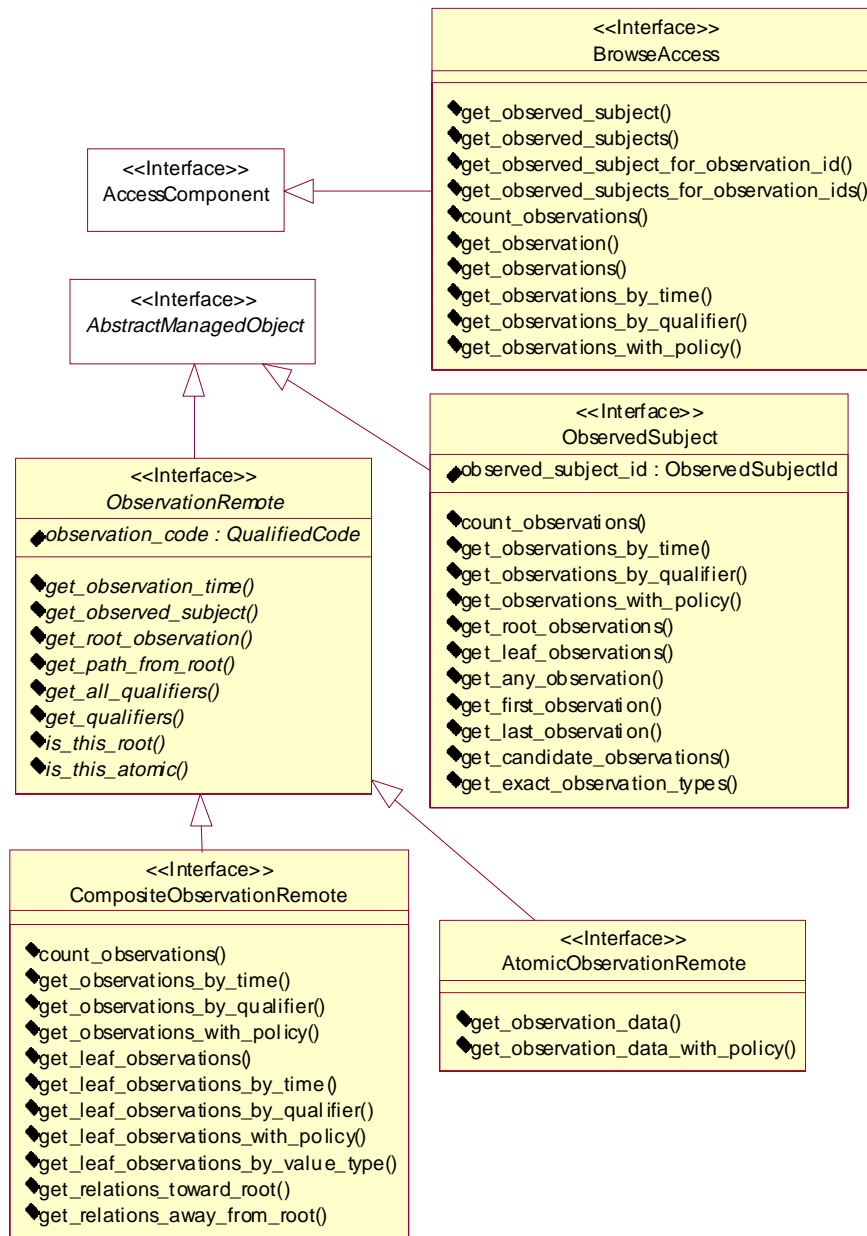 <<Interface>>
BrowseAccess
get_observed_subject()
get_observed_subjects()
get_observed_subject_for_observation_id()
get_observed_subjects_for_observation_ids()
count_observations()
get_observation()
get_observations()
get_observations_by_time()
get_observations_by_qualifier()
get_observations_with_policy()
<<Interface>>
AccessComponent
<<Interface>>
AbstractManagedObject
<<Interface>>
ObservedSubject
observed_subject_id : ObservedSubjectId
count_observations()
get_observations_by_time()
get_observations_by_qualifier()
get_observations_with_policy()
get_root_observations()
get_leaf_observations()
get_any_observation()
get_first_observation()
get_last_observation()
get_candidate_observations()
get_exact_observation_types()
<<Interface>>
ObservationRemote
observation_code : QualifiedCode
get_observation_time()
get_observed_subject()
get_root_observation()
get_path_from_root()
get_all_qualifiers()
get_qualifiers()
is_this_root()
is_this_atomic()
<<Interface>>
CompositeObservationRemote
count_observations()
get_observations_by_time()
get_observations_by_qualifier()
get_observations_with_policy()
get_leaf_observations()
get_leaf_observations_by_time()
get_leaf_observations_by_qualifier()
get_leaf_observations_with_policy()
get_leaf_observations_by_value_type()
get_relations_toward_root()
get_relations_away_from_root()
<<Interface>>
AtomicObservationRemote
get_observation_data()
get_observation_data_with_policy()